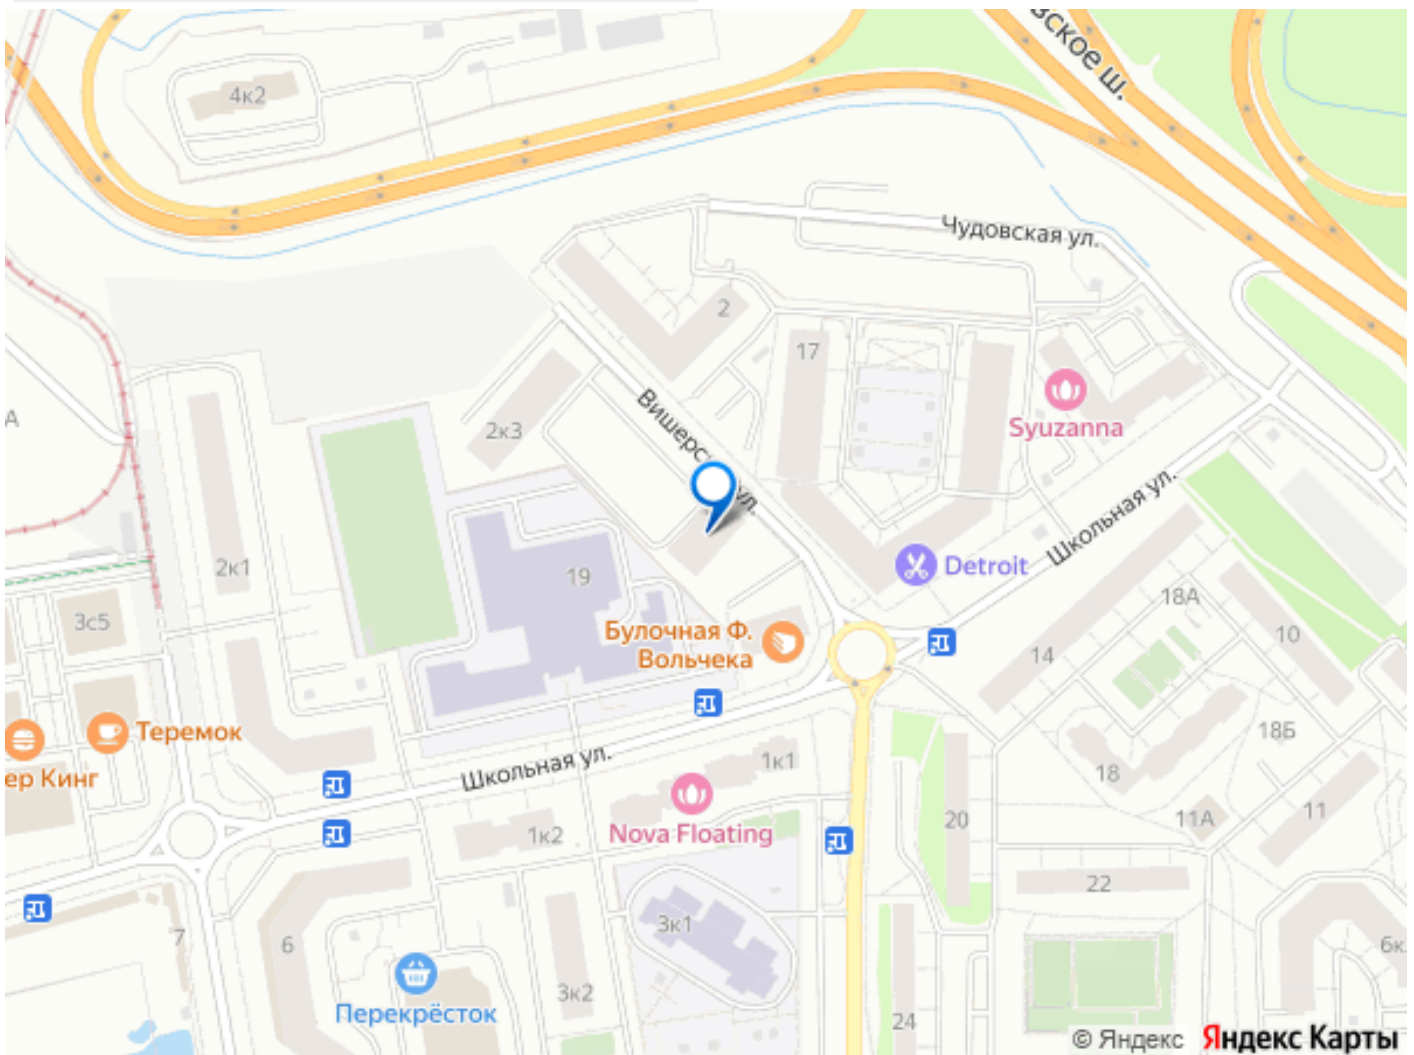 ское ш.
4к2
Чудовская ул.
2
17
Вишерс
ул.
Syuzanna
А
2к3
Школьная ул.
2к1
19
Detroit
3с5
18А
10
Булочная Ф.
Вольчека
14
Теремок
ер Кинг
Школьная ул.
1к1
18Б
18
Nova Floating
1к2
20
11А
11
22
7
6
3к1
6к
3к2
Перекрёсток
24
© Яндекс Яндекс Карты